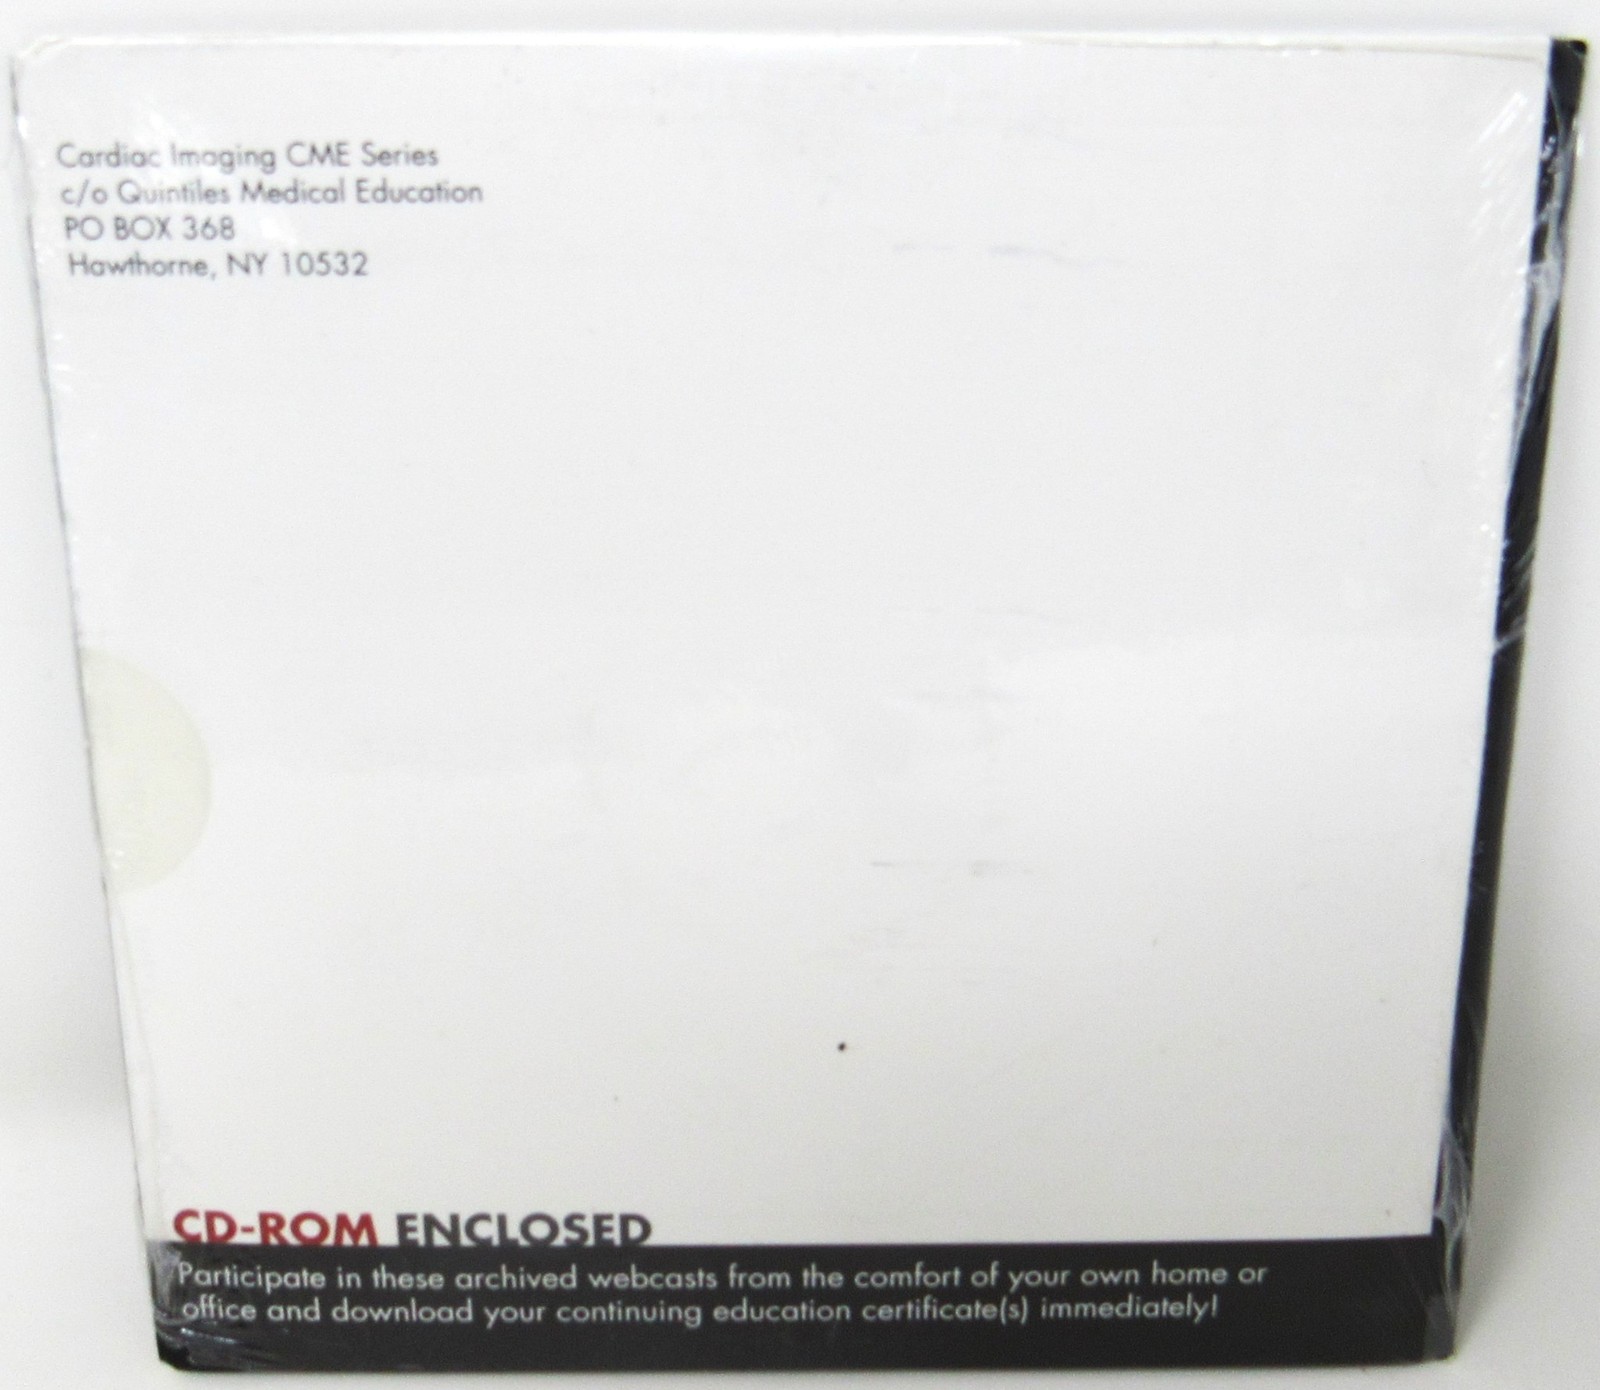 Cardiac Imaging CME Series
c/o Quintiles Medical Education
PO BOX 368
Hawthorne, NY 10532
CD-ROM ENCLOSED
Participate in these archived webcasts from the comfort of your own home or
office and download your continuing education certificate(s) immediately!